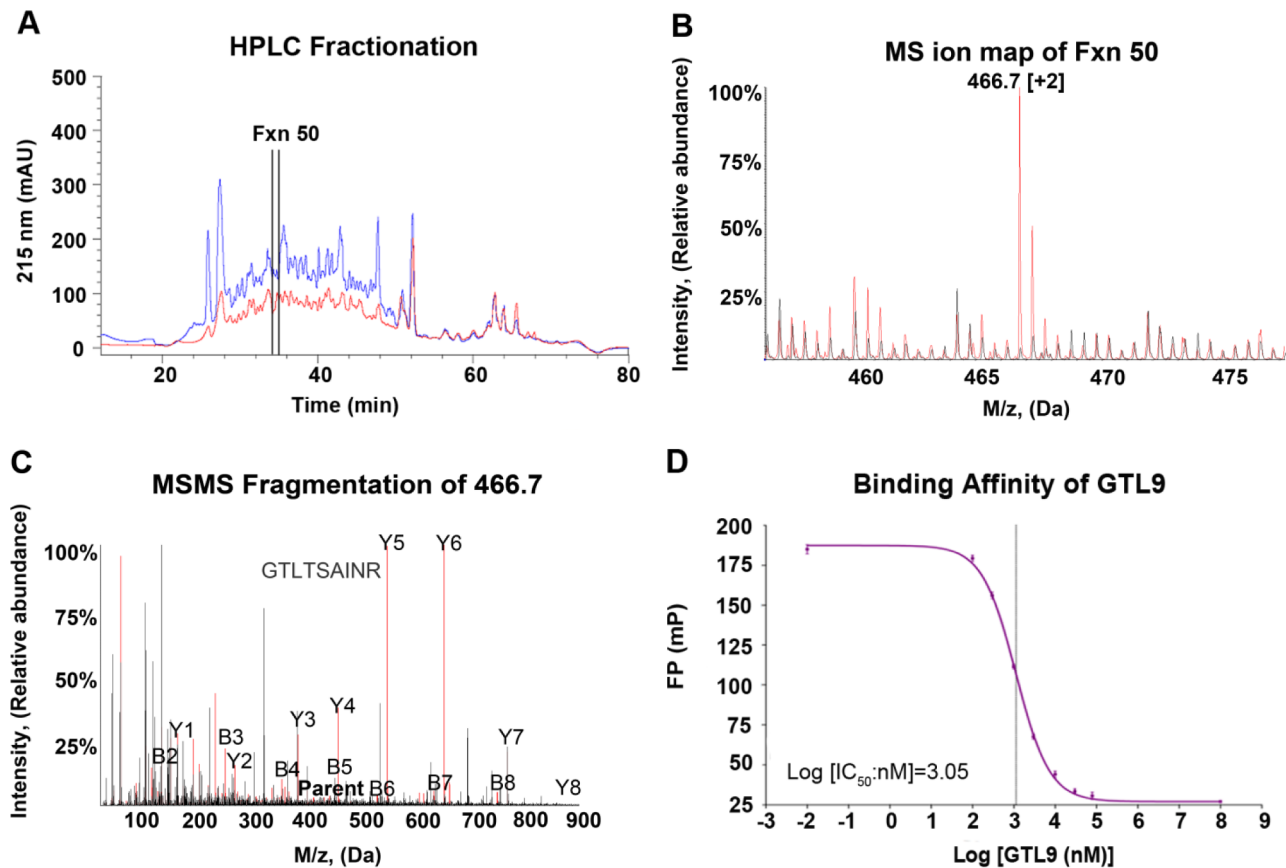 A
HPLC Fractionation
215 nm (mAU)
500
400
300
200
100
0
Fxn 50
20 40 60 80
Time (min)
B
MS ion map of Fxn 50
466.7 [+2]
Intensity, (Relative abundance)
100%
75%
50%
25%
460 465 470 475
M/z, (Da)
C
MSMS Fragmentation of 466.7
Intensity, (Relative abundance)
100%
75%
50%
25%
GTLTSAINR
Y5 Y6
B2 Y1 B3 Y2 B4 Y3 Y4 B5 B6 B7 Y7 B8 Y8
Parent
100 200 300 400 500 600 700 800 900
M/z, (Da)
D
Binding Affinity of GTL9
FP (mP)
200
175
150
125
100
75
50
25
Log [IC50:nM]=3.05
-3 -2 -1 0 1 2 3 4 5 6 7 8 9
Log [GTL9 (nM)]